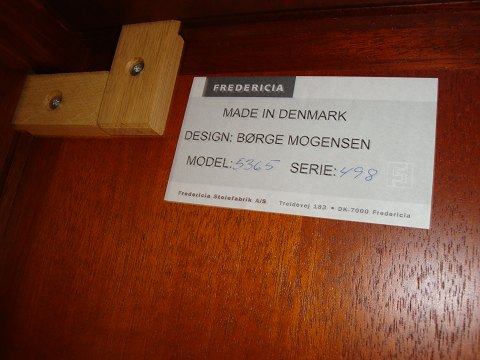 FREDERICIA
MADE IN DENMARK
DESIGN: BØRGE MOGENSEN
MODEL: 5365 SERIE: 498
Fredericia Stolefabrik A/S Treldevej 183 • DK-7000 Fredericia